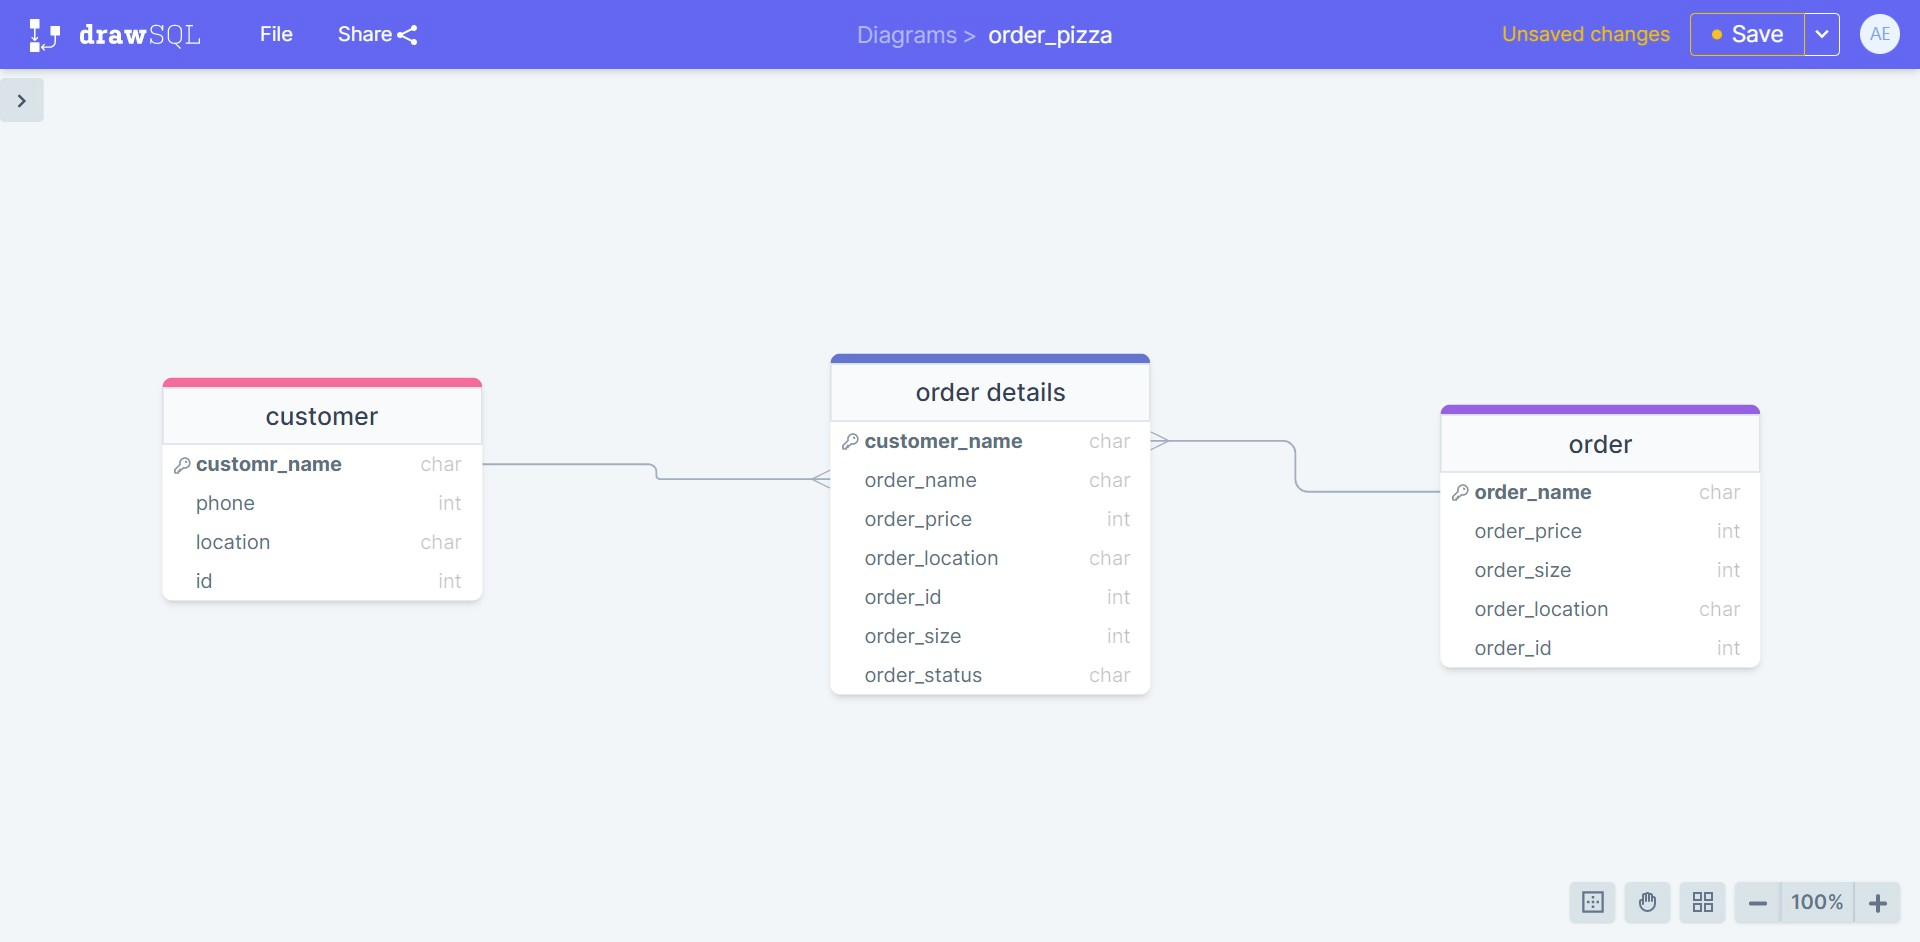 drawSQL File Share Diagrams > order_pizza Unsaved changes Save AE
customer
customr_name char
phone int
location char
id int
order details
customer_name char
order_name char
order_price int
order_location char
order_id int
order_size int
order_status char
order
order_name char
order_price int
order_size int
order_location char
order_id int
100%